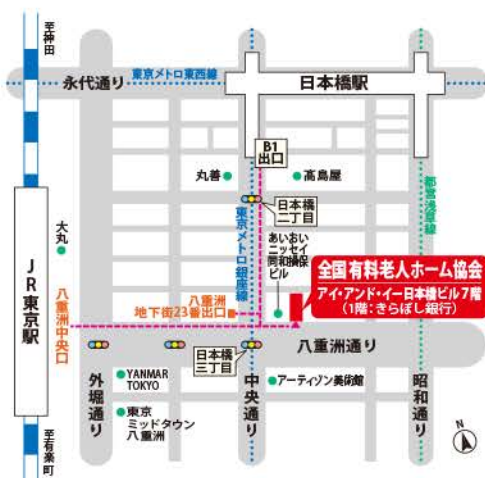 至神田
永代通り
東京メトロ東西線
日本橋駅
B1
出口
丸善
髙島屋
日本橋
二丁目
都営浅草線
大丸
東京メトロ銀座線
あいおい
ニッセイ
同和損保
ビル
全国有料老人ホーム協会
アイ・アンド・イー日本橋ビル7階
(1階:きらぼし銀行)
JR東京駅
八重洲中央口
八重洲
地下街23番出口
八重洲通り
日本橋
三丁目
外堀通り
YANMAR
TOKYO
中央通り
アーティゾン美術館
昭和通り
東京
ミッドタウン
八重洲
至有楽町
N